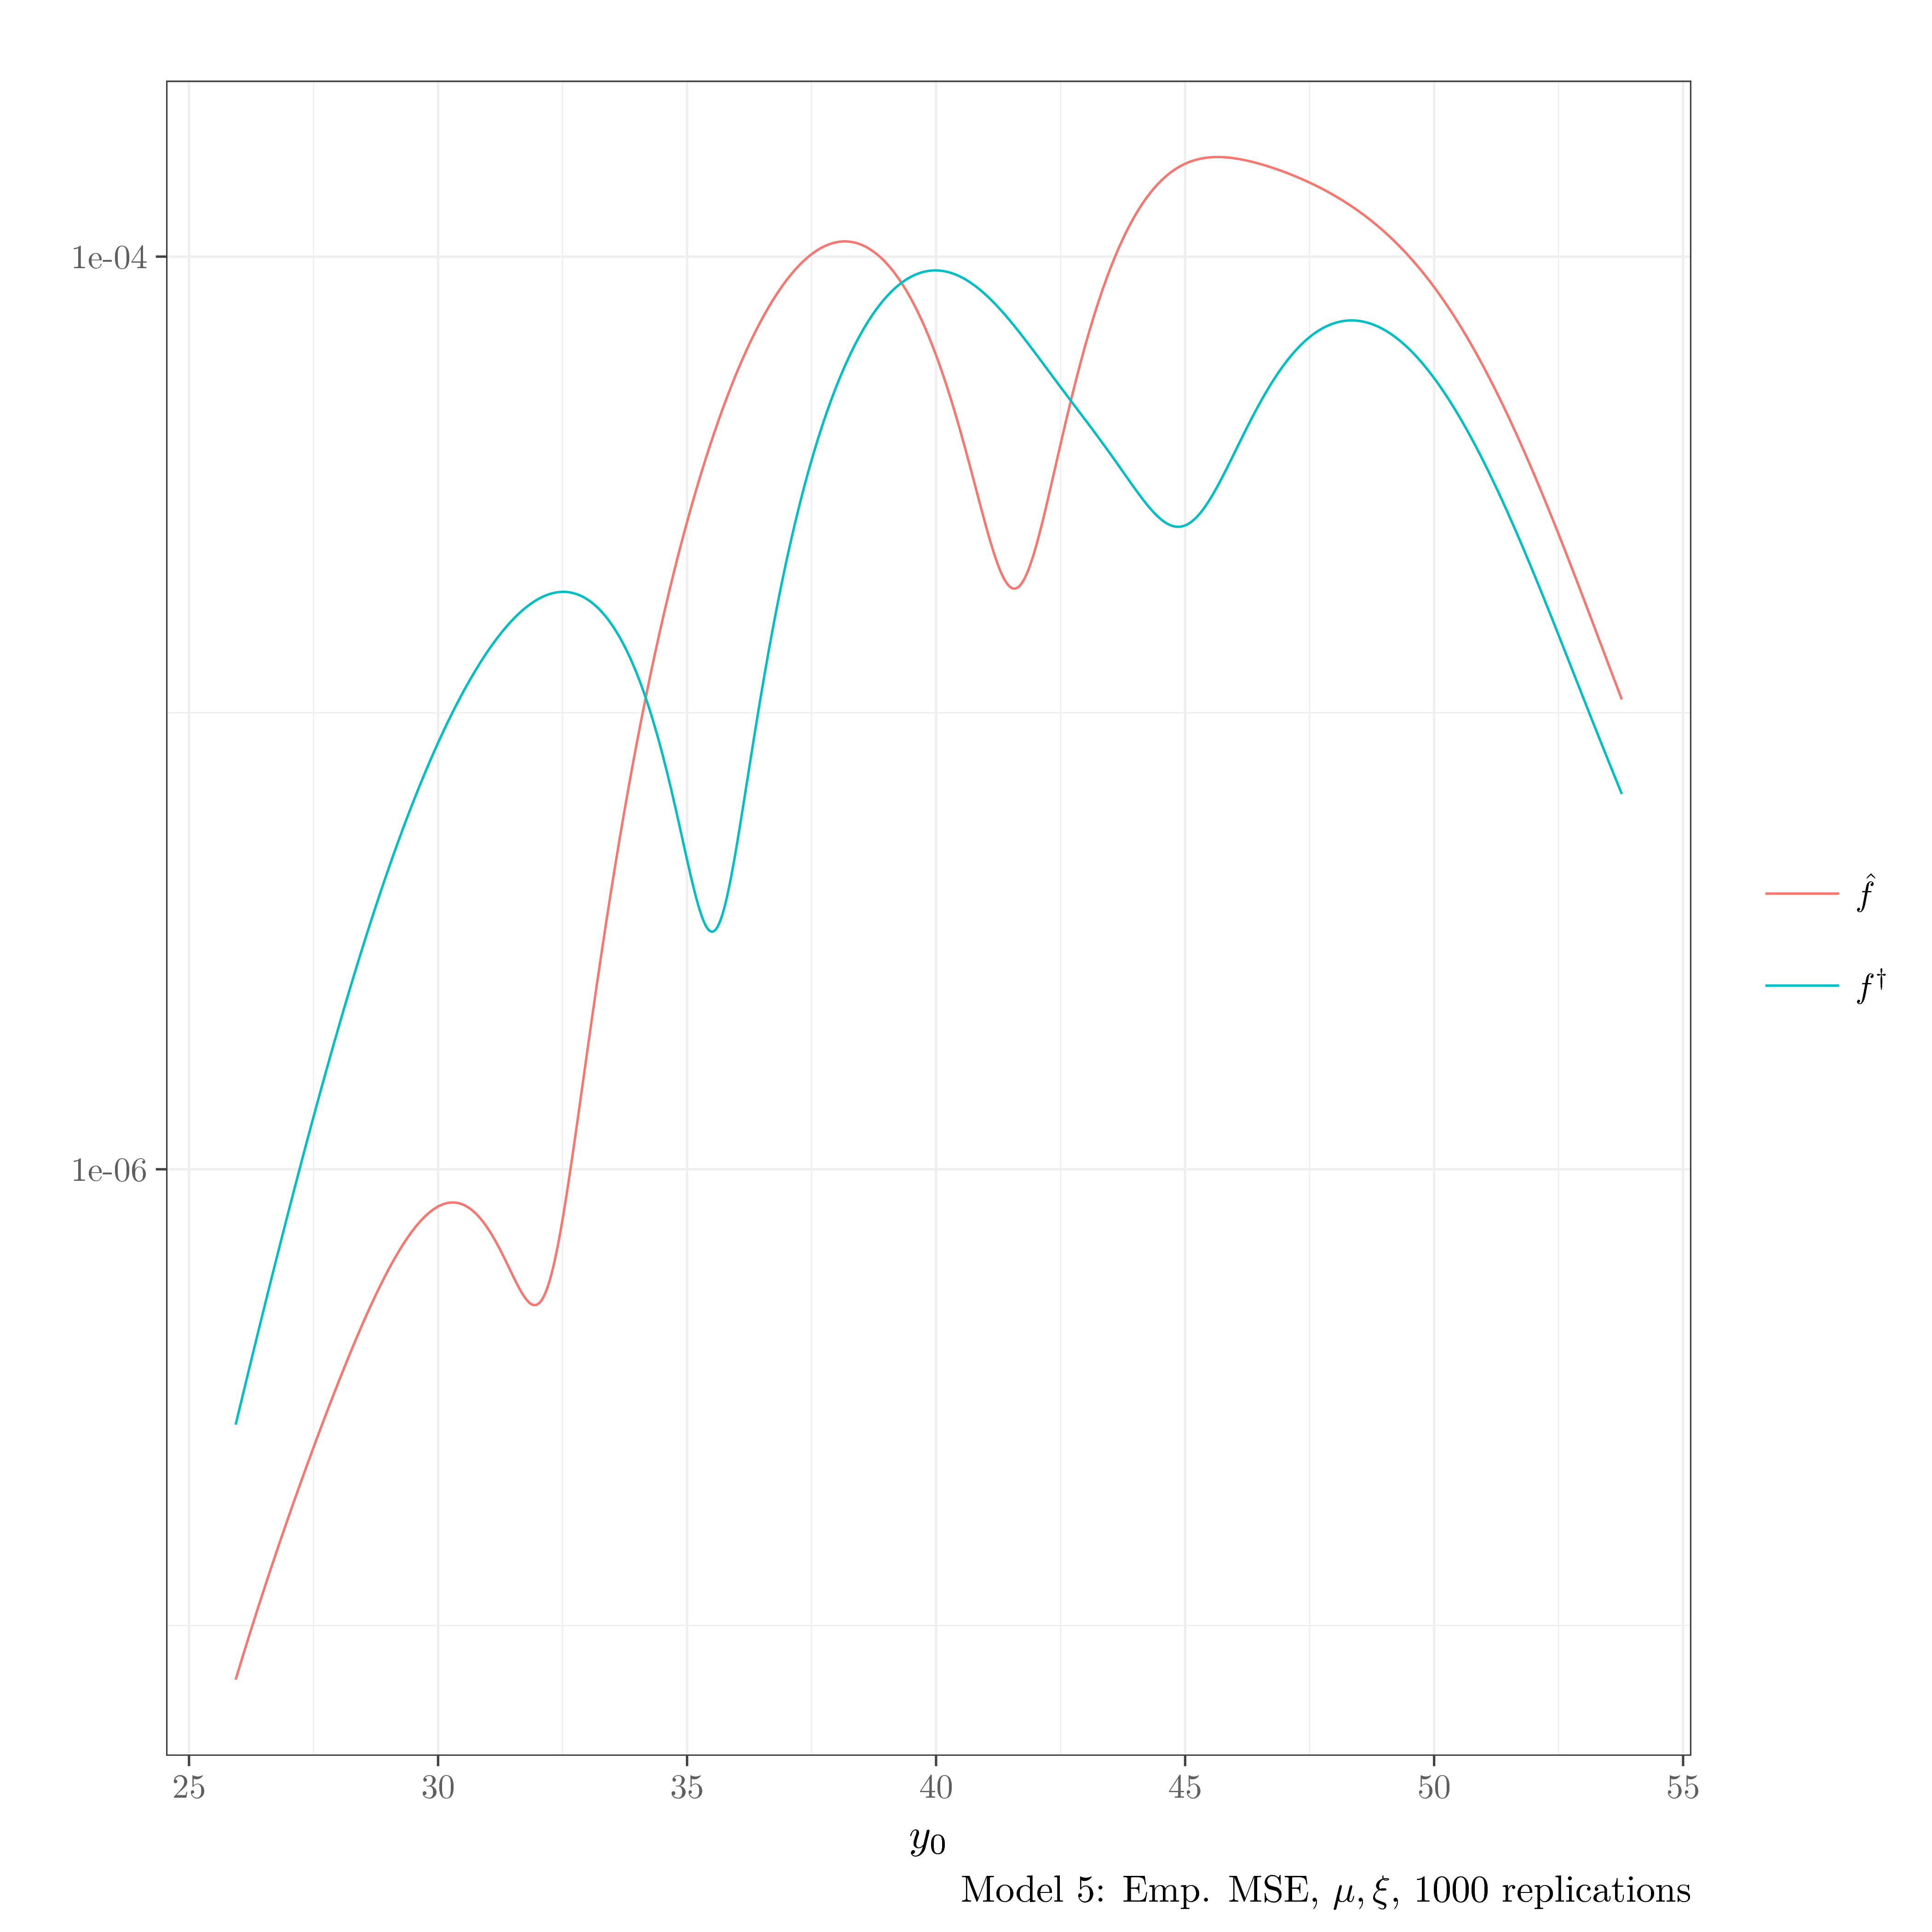 1e-04
1e-06
25 30 35 40 45 50 55
y₀
f̂
f†
Model 5: Emp. MSE, μ, ξ, 1000 replications